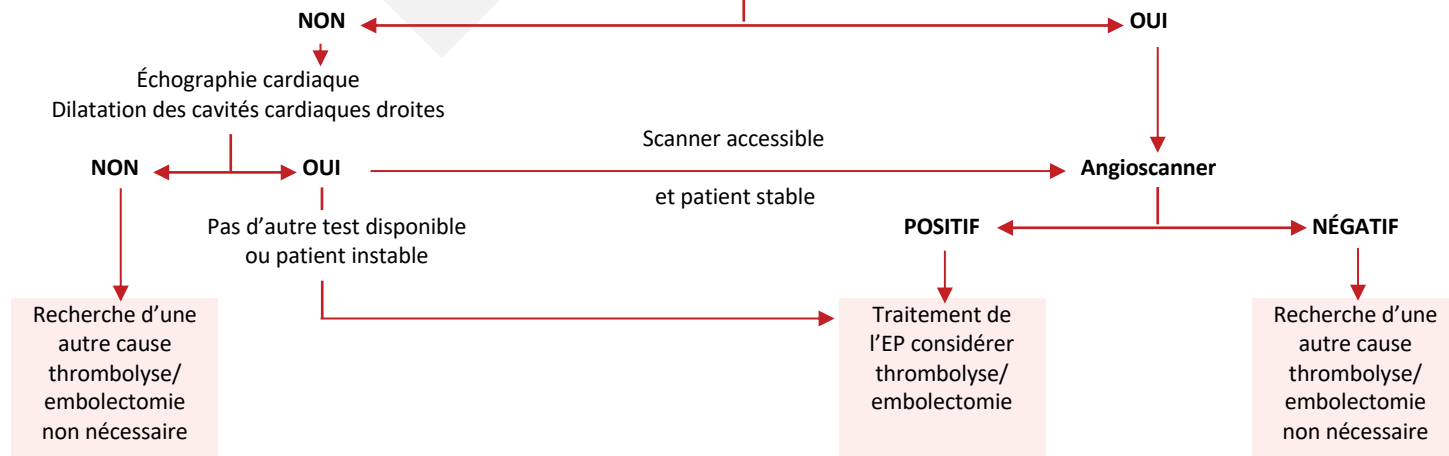 NON
OUI
Échographie cardiaque
Dilatation des cavités cardiaques droites
Scanner accessible
NON
OUI
Angioscanner
et patient stable
Pas d’autre test disponible
ou patient instable
POSITIF
NÉGATIF
Recherche d’une
autre cause
thrombolyse/
embolectomie
non nécessaire
Traitement de
l’EP considérer
thrombolyse/
embolectomie
Recherche d’une
autre cause
thrombolyse/
embolectomie
non nécessaire